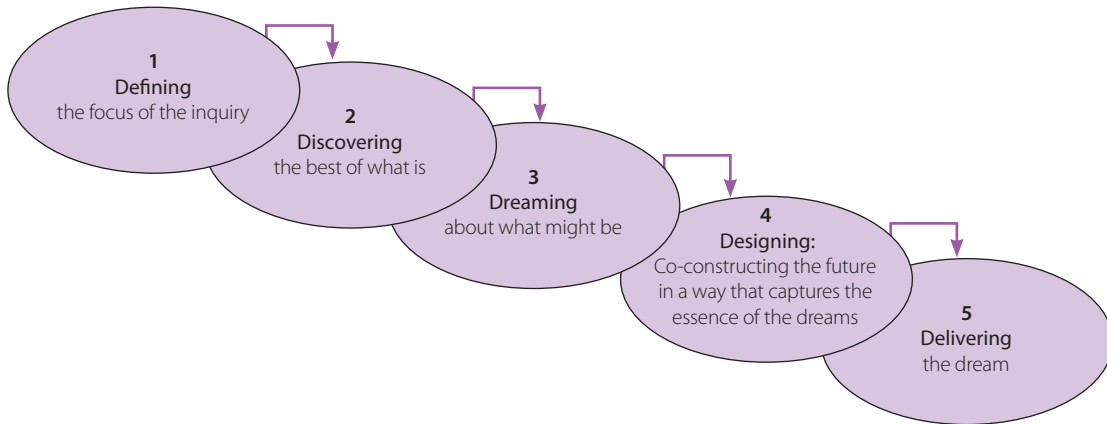 1
Defining
the focus of the inquiry
2
Discovering
the best of what is
3
Dreaming
about what might be
4
Designing:
Co-constructing the future
in a way that captures the
essence of the dreams
5
Delivering
the dream